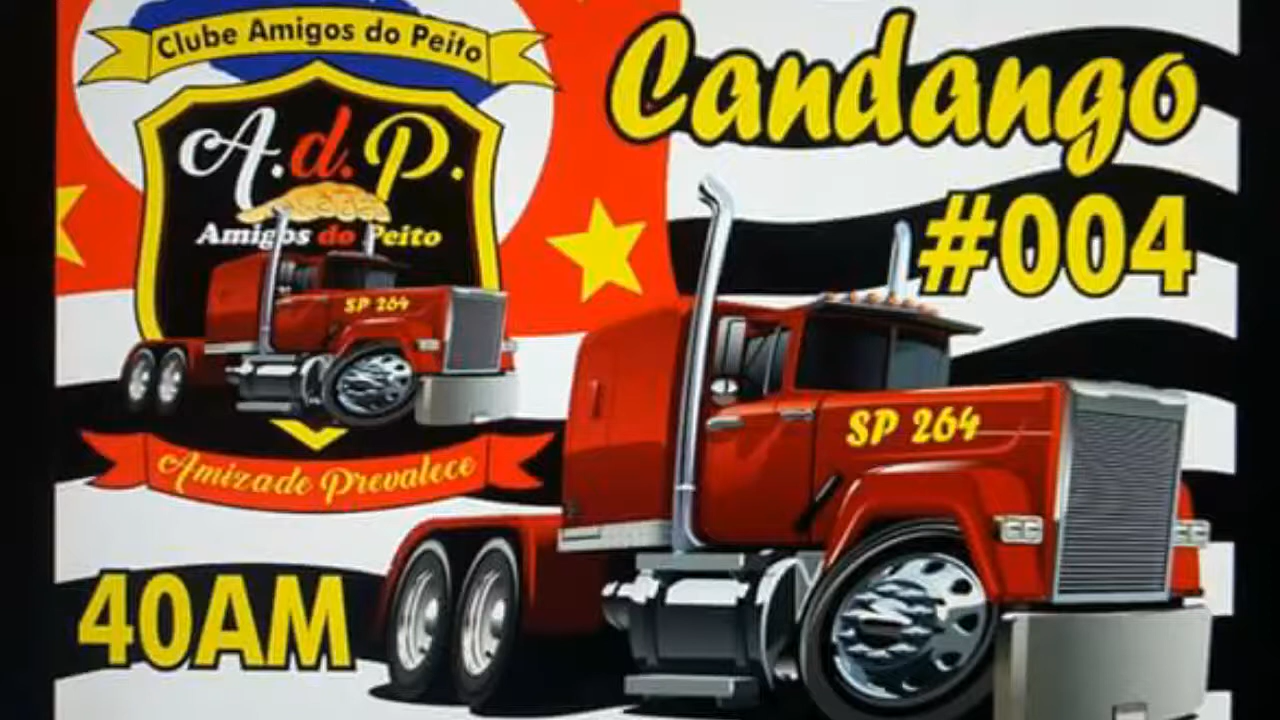 Clube Amigos do Peito
A.d.P.
Amigos do Peito
SP 264
Amizade Prevalece
Candango
#004
SP 264
40AM